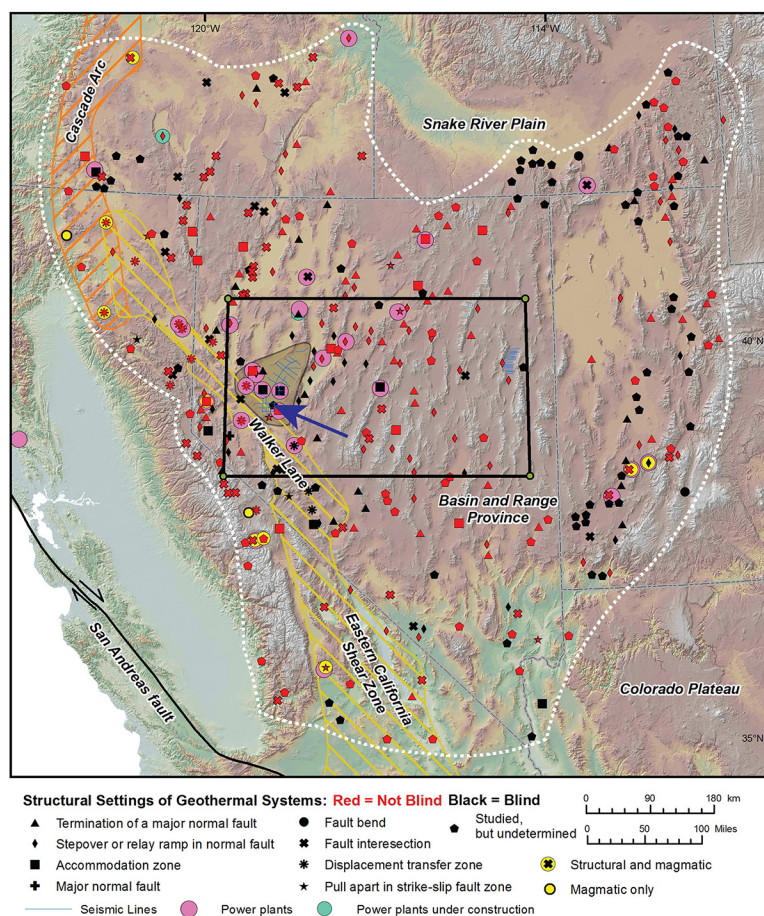 120°W
114°W
Cascade Arc
Snake River Plain
40°N
Walker Lane
Basin and Range
Province
San Andreas fault
Eastern California
Shear Zone
Colorado Plateau
35°N
Structural Settings of Geothermal Systems: Red = Not Blind Black = Blind
Termination of a major normal fault
Stepover or relay ramp in normal fault
Accommodation zone
Major normal fault
Fault bend
Fault interesection
Displacement transfer zone
Pull apart in strike-slip fault zone
Studied,
but undetermined
0 90 180 km
0 50 100 Miles
Structural and magmatic
Magmatic only
Seismic Lines
Power plants
Power plants under construction